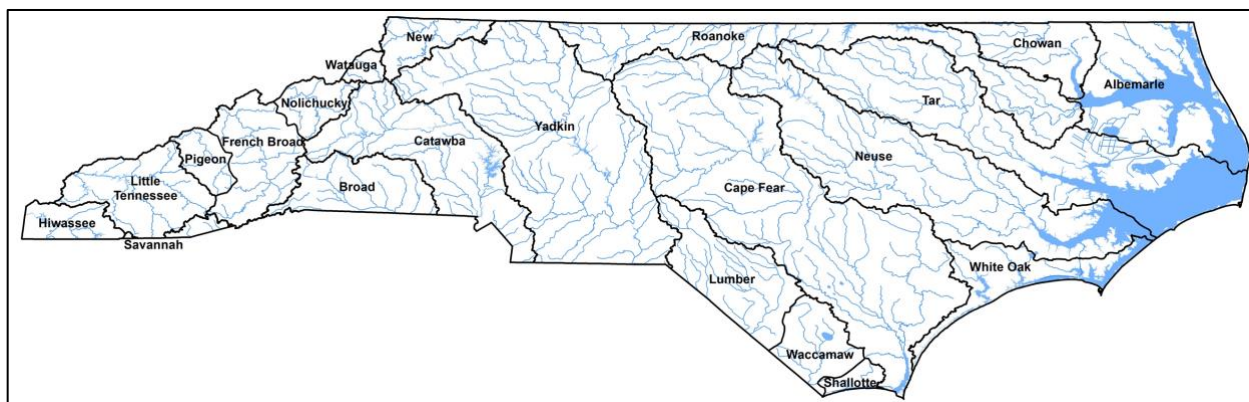 New
Roanoke
Chowan
Watauga
Albemarle
Nolichucky
Tar
Yadkin
French Broad
Catawba
Pigeon
Neuse
Little
Tennessee
Broad
Cape Fear
Hiwassee
Savannah
White Oak
Lumber
Waccamaw
Shallotte